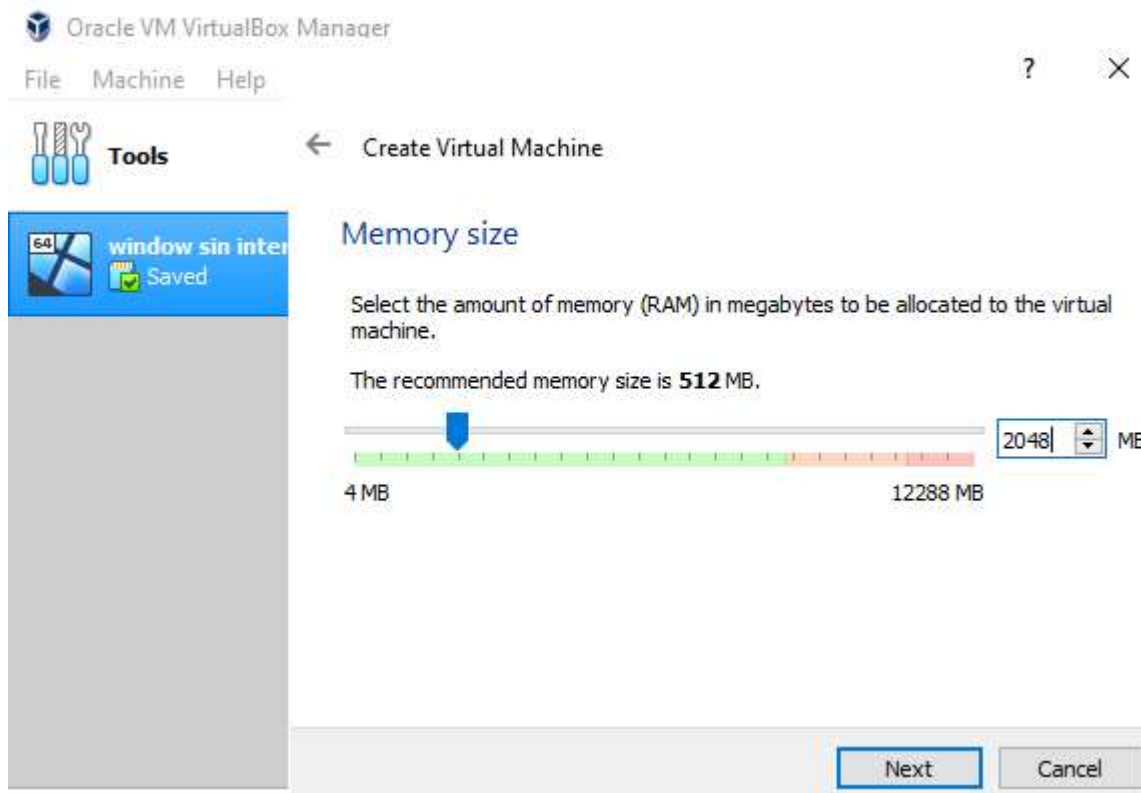 Oracle VM VirtualBox Manager
File Machine Help
?
Tools
Create Virtual Machine
64
window sin inter
Saved
Memory size
Select the amount of memory (RAM) in megabytes to be allocated to the virtual
machine.
The recommended memory size is 512 MB.
2048 MB
4 MB 12288 MB
Next Cancel